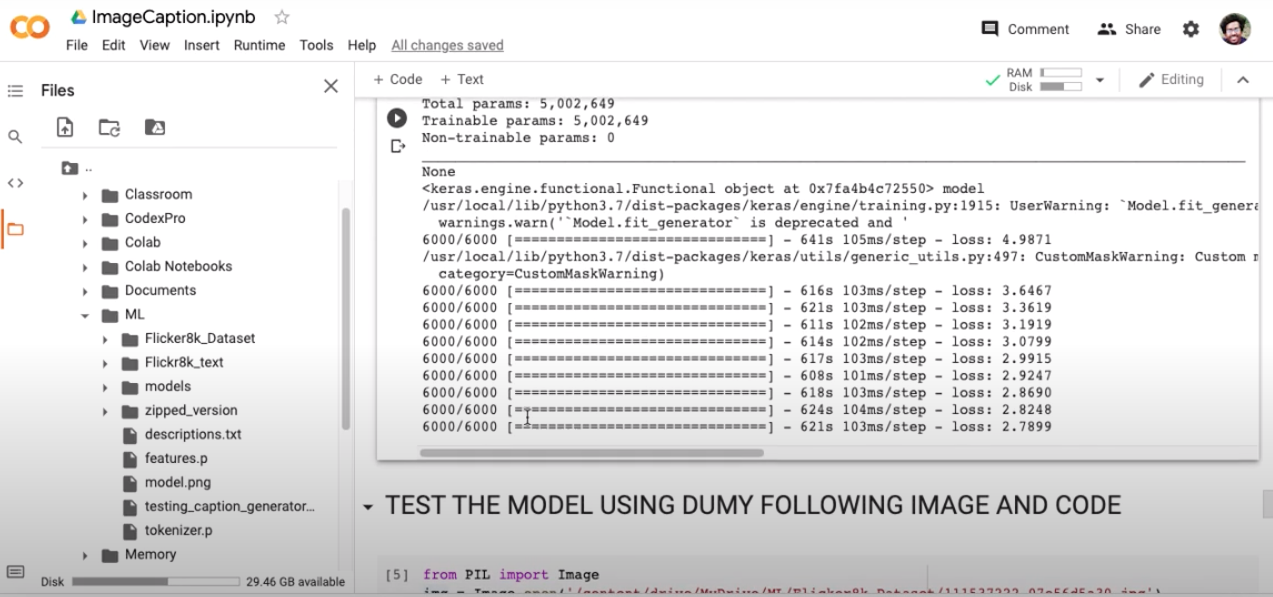 ImageCaption.ipynb
File Edit View Insert Runtime Tools Help All changes saved
Comment Share
Files
+ Code + Text
RAM
Disk
Editing
..
Classroom
CodexPro
Colab
Colab Notebooks
Documents
ML
Flicker8k_Dataset
Flickr8k_text
models
zipped_version
descriptions.txt
features.p
model.png
testing_caption_generator...
tokenizer.p
Memory
Disk 29.46 GB available
Total params: 5,002,649
Trainable params: 5,002,649
Non-trainable params: 0
None
<keras.engine.functional.Functional object at 0x7fa4b4c72550> model
/usr/local/lib/python3.7/dist-packages/keras/engine/training.py:1915: UserWarning: `Model.fit_genera
warnings.warn('`Model.fit_generator` is deprecated and '
6000/6000 [==============================] - 641s 105ms/step - loss: 4.9871
/usr/local/lib/python3.7/dist-packages/keras/utils/generic_utils.py:497: CustomMaskWarning: Custom m
category=CustomMaskWarning)
6000/6000 [==============================] - 616s 103ms/step - loss: 3.6467
6000/6000 [==============================] - 621s 103ms/step - loss: 3.3619
6000/6000 [==============================] - 611s 102ms/step - loss: 3.1919
6000/6000 [==============================] - 614s 102ms/step - loss: 3.0799
6000/6000 [==============================] - 617s 103ms/step - loss: 2.9915
6000/6000 [==============================] - 608s 101ms/step - loss: 2.9247
6000/6000 [==============================] - 618s 103ms/step - loss: 2.8690
6000/6000 [==============================] - 624s 104ms/step - loss: 2.8248
6000/6000 [==============================] - 621s 103ms/step - loss: 2.7899
TEST THE MODEL USING DUMY FOLLOWING IMAGE AND CODE
[5] from PIL import Image
img = Image.open('/content/drive/MyDrive/ML/Flicker8k_Dataset/